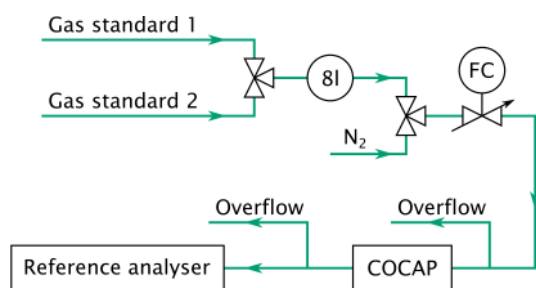 Gas standard 1
8l
FC
Gas standard 2
N₂
Overflow
Overflow
Reference analyser
COCAP